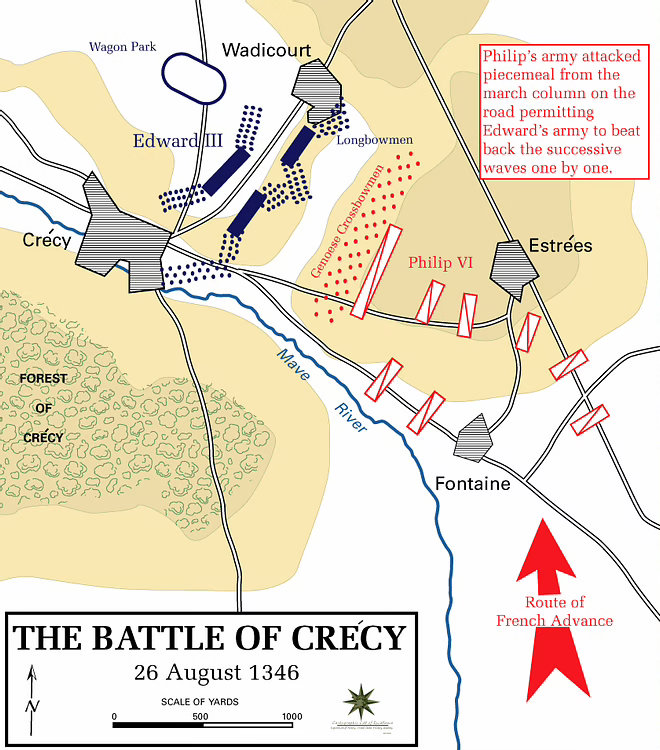 Wagon Park
Wadicourt
Philip's army attacked
piecemeal from the
march column on the
road permitting
Edward's army to beat
back the successive
waves one by one.
Edward III
Longbowmen
Genoese Crossbowmen
Crécy
Estrées
Philip VI
Mave
River
FOREST
OF
CRÉCY
Fontaine
Route of
French Advance
THE BATTLE OF CRÉCY
26 August 1346
SCALE OF YARDS
0 500 1000
N